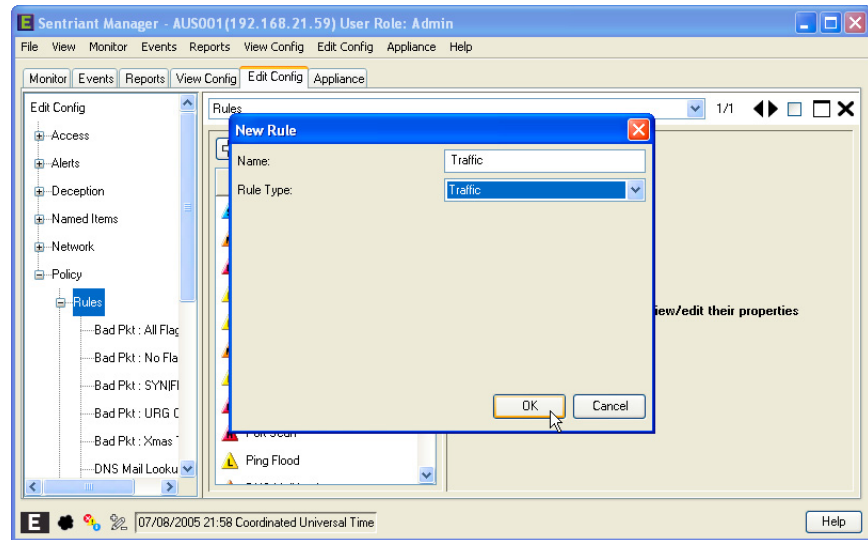 E Sentriant Manager - AUS001(192.168.21.59) User Role: Admin
File View Monitor Events Reports View Config Edit Config Appliance Help
Monitor Events Reports View Config Edit Config Appliance
Edit Config
Access
Alerts
Deception
Named Items
Network
Policy
Rules
Bad Pkt : All Flag
Bad Pkt : No Fla
Bad Pkt : SYN|FI
Bad Pkt : URG
Bad Pkt : Xmas
DNS Mail Looku
Rules
1/1
New Rule
Name:
Traffic
Rule Type:
Traffic
OK
Cancel
iew/edit their properties
Ping Flood
E 07/08/2005 21:58 Coordinated Universal Time
Help